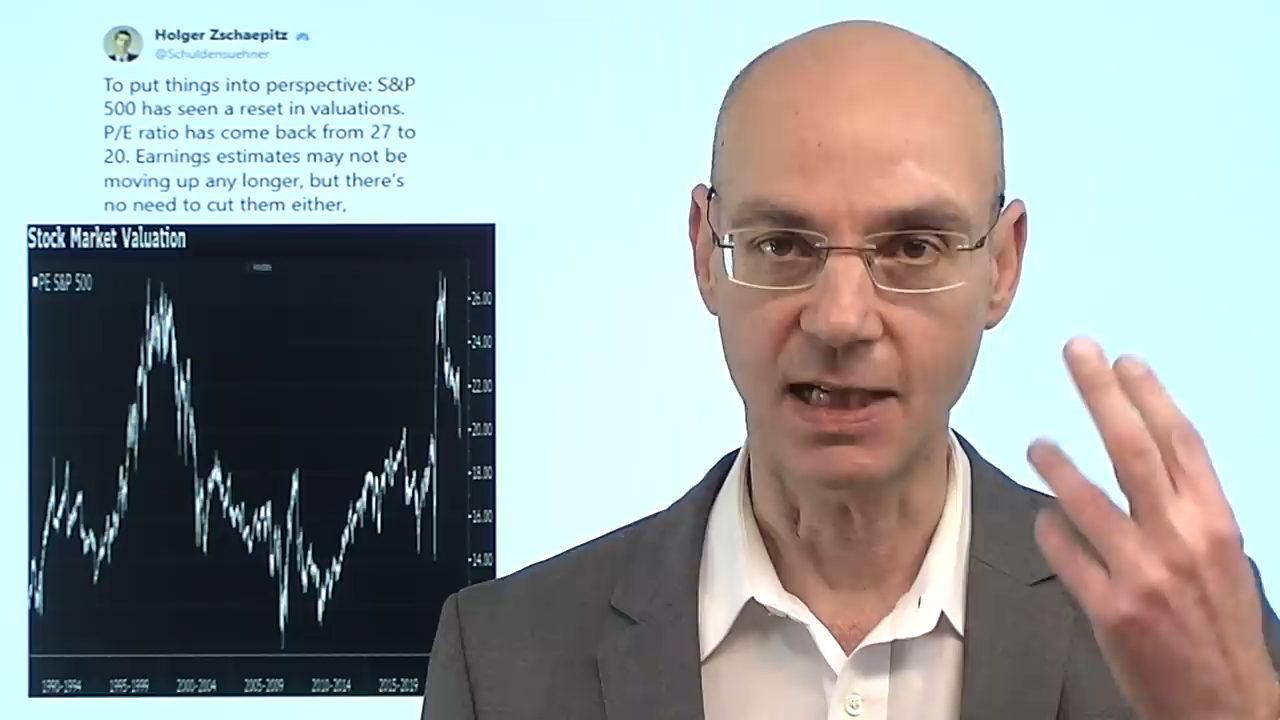 Holger Zschaepitz
@Schuldensuehner
To put things into perspective: S&P
500 has seen a reset in valuations.
P/E ratio has come back from 27 to
20. Earnings estimates may not be
moving up any longer, but there's
no need to cut them either,
Stock Market Valuation
PE S&P 500
26.00
24.00
22.00
20.00
18.00
16.00
14.00
1990-1994 1995-1999 2000-2004 2005-2009 2010-2014 2015-2019